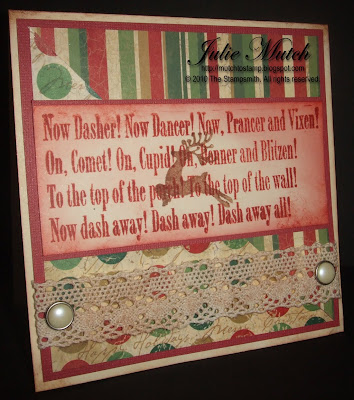 Julie Mutch
http://mutchtostamp.blogspot.com
© 2010 The Stampsmith. All rights reserved.
Now Dasher! Now Dancer! Now, Prancer and Vixen!
On, Comet! On, Cupid! On, Donner and Blitzen!
To the top of the porch! To the top of the wall!
Now dash away! Dash away! Dash away all!